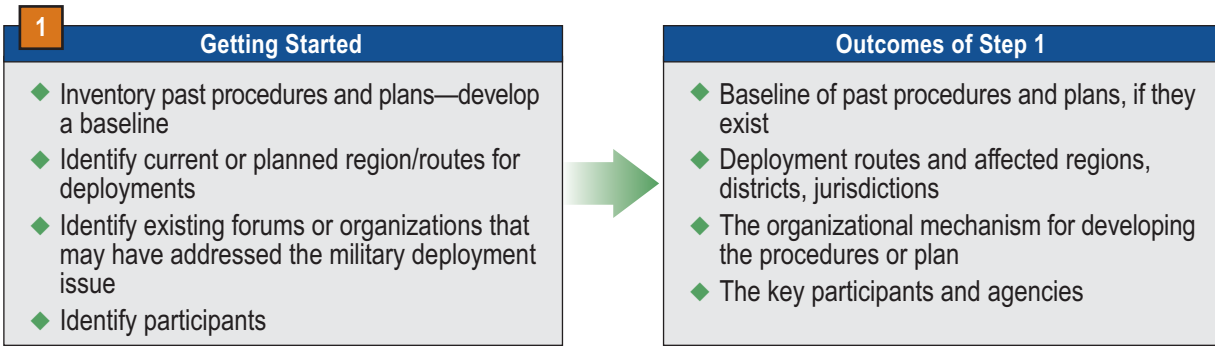 1
Getting Started
◆ Inventory past procedures and plans—develop
a baseline
◆ Identify current or planned region/routes for
deployments
◆ Identify existing forums or organizations that
may have addressed the military deployment
issue
◆ Identify participants
Outcomes of Step 1
◆ Baseline of past procedures and plans, if they
exist
◆ Deployment routes and affected regions,
districts, jurisdictions
◆ The organizational mechanism for developing
the procedures or plan
◆ The key participants and agencies